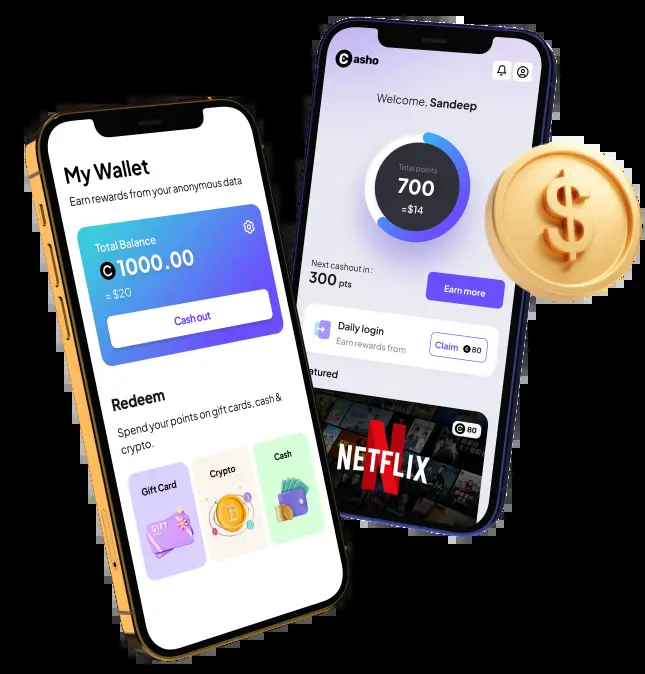 My Wallet
Earn rewards from your anonymous data
Total Balance
C 1000.00
= $20
Cash out
Redeem
Spend your points on gift cards, cash &
crypto.
Gift Card
Crypto
Cash
GIFT
Casho
Welcome, Sandeep
Total points
700
=$14
Next cashout in :
300 pts
Earn more
Daily login
Earn rewards from
Claim C 80
atured
C 80
NETFLIX
$